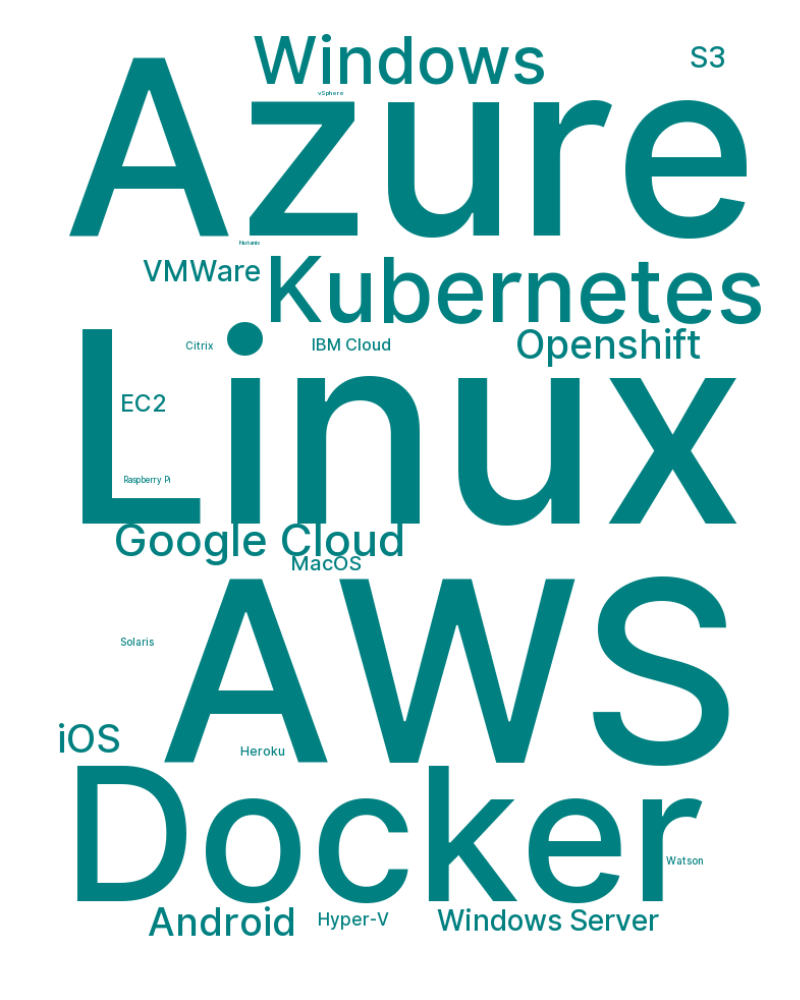 Windows
S3
vSphere
Azure
Nutanix
VMWare
Kubernetes
Citrix
IBM Cloud
Openshift
Linux
EC2
Raspberry Pi
Google Cloud
MacOS
AWS
Solaris
iOS
Heroku
Docker
Watson
Android
Hyper-V
Windows Server